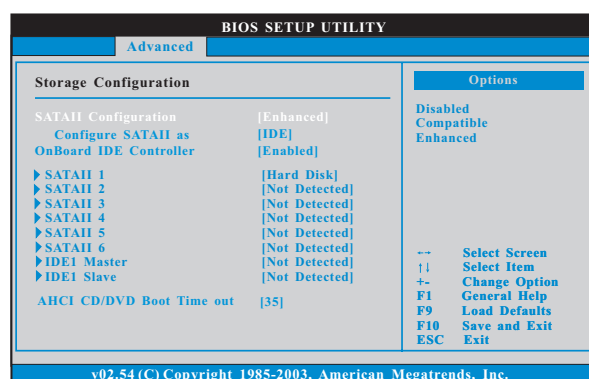 BIOS SETUP UTILITY
Advanced
Storage Configuration
SATAII Configuration [Enhanced]
Configure SATAII as [IDE]
OnBoard IDE Controller [Enabled]
SATAII 1 [Hard Disk]
SATAII 2 [Not Detected]
SATAII 3 [Not Detected]
SATAII 4 [Not Detected]
SATAII 5 [Not Detected]
SATAII 6 [Not Detected]
IDE1 Master [Not Detected]
IDE1 Slave [Not Detected]
AHCI CD/DVD Boot Time out [35]
Options
Disabled
Compatible
Enhanced
←→ Select Screen
↑↓ Select Item
+- Change Option
F1 General Help
F9 Load Defaults
F10 Save and Exit
ESC Exit
v02.54 (C) Copyright 1985-2003, American Megatrends, Inc.